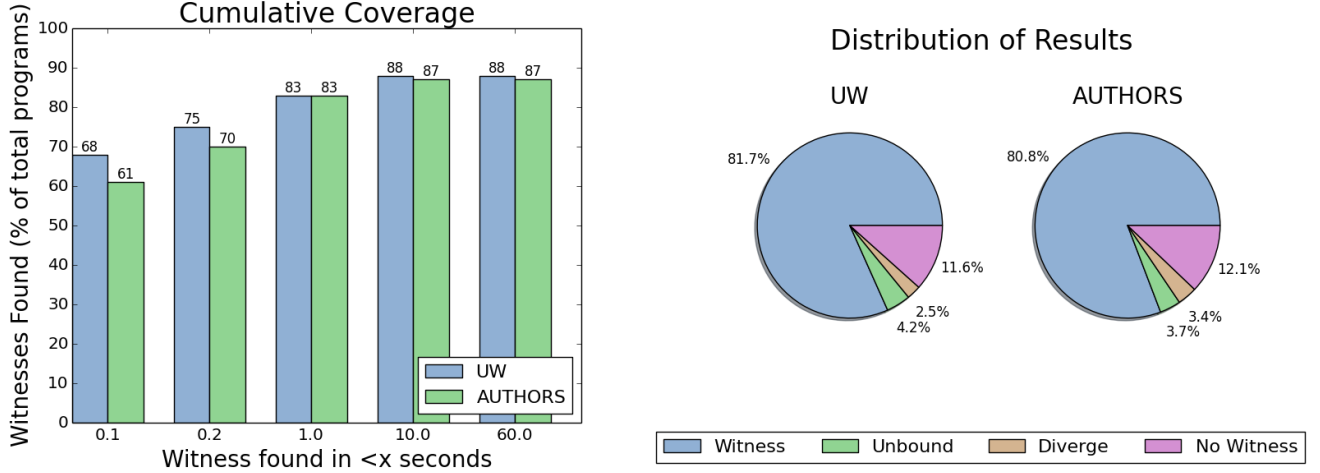 Cumulative Coverage
Witnesses Found (% of total programs)
100
90
80
70
60
50
40
30
20
10
0
68
61
75
70
83
83
88
87
88
87
UW
AUTHORS
0.1
0.2
1.0
10.0
60.0
Witness found in <x seconds
Distribution of Results
UW
81.7%
11.6%
2.5%
4.2%
AUTHORS
80.8%
12.1%
3.4%
3.7%
Witness
Unbound
Diverge
No Witness